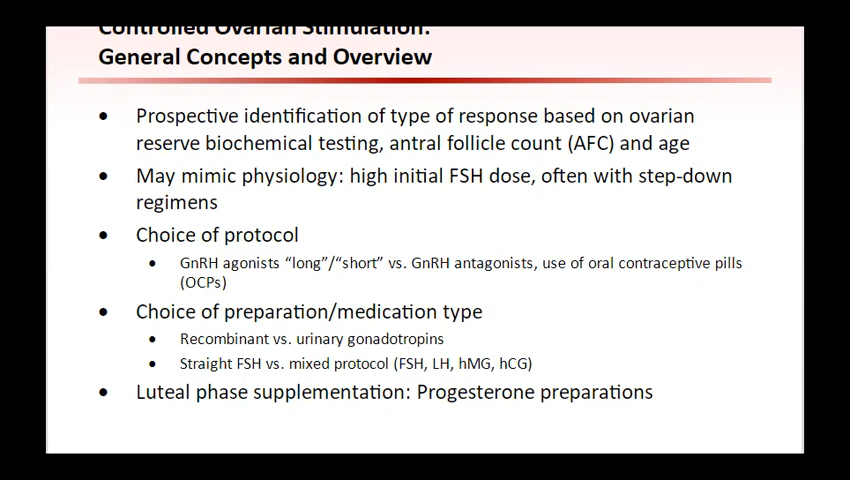 Controlled Ovarian Stimulation:
General Concepts and Overview
• Prospective identification of type of response based on ovarian
reserve biochemical testing, antral follicle count (AFC) and age
• May mimic physiology: high initial FSH dose, often with step-down
regimens
• Choice of protocol
• GnRH agonists “long”/“short” vs. GnRH antagonists, use of oral contraceptive pills
(OCPs)
• Choice of preparation/medication type
• Recombinant vs. urinary gonadotropins
• Straight FSH vs. mixed protocol (FSH, LH, hMG, hCG)
• Luteal phase supplementation: Progesterone preparations